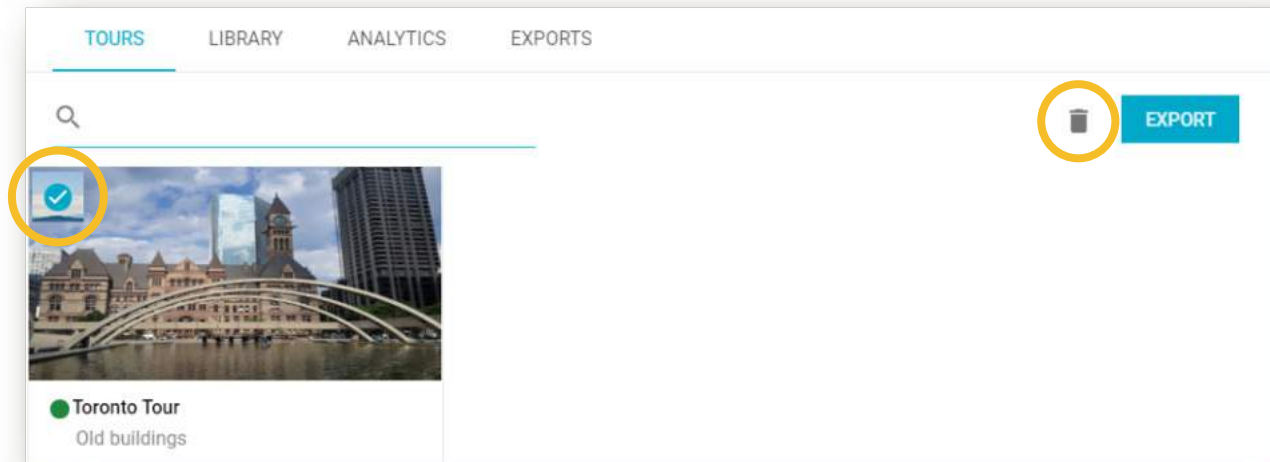 TOURS LIBRARY ANALYTICS EXPORTS
EXPORT
Toronto Tour
Old buildings